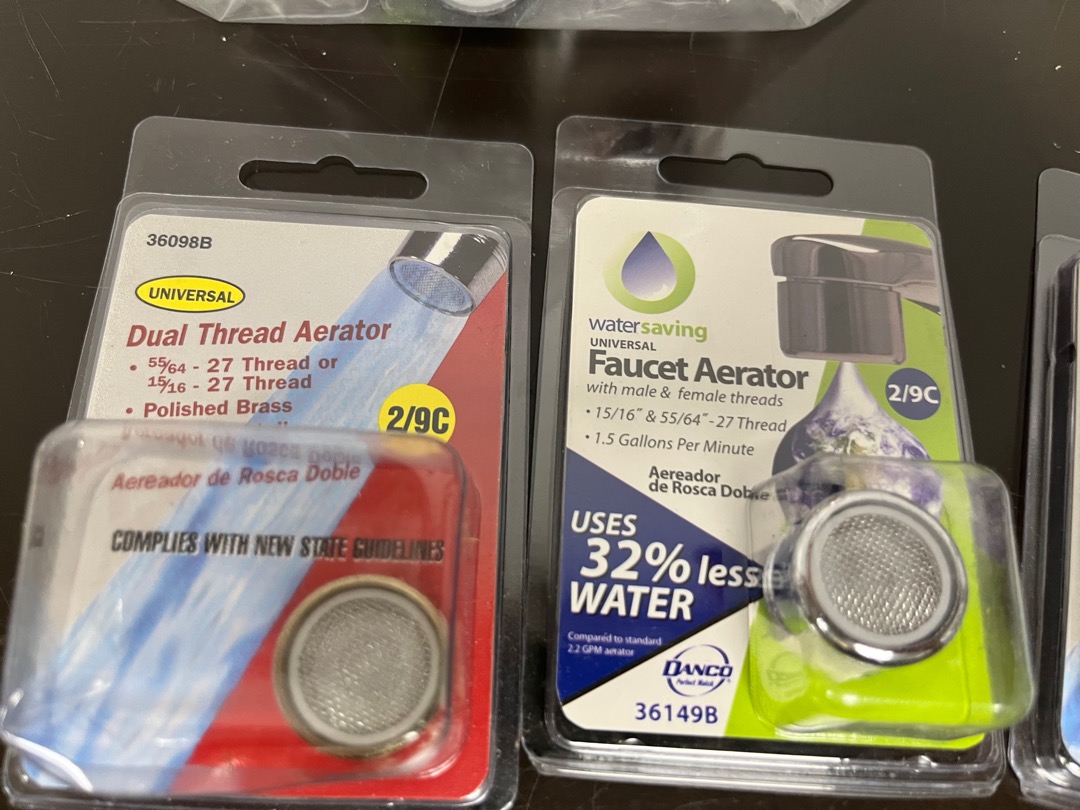 36098B
UNIVERSAL
Dual Thread Aerator
• 55/64 - 27 Thread or
15/16 - 27 Thread
• Polished Brass
2/9C
Aereador de Rosca Doble
COMPLIES WITH NEW STATE GUIDELINES
watersaving
UNIVERSAL
Faucet Aerator
with male & female threads
• 15/16" & 55/64"-27 Thread
• 1.5 Gallons Per Minute
2/9C
Aereador
de Rosca Doble
USES
32% less
WATER
Compared to standard
2.2 GPM aerator
DANCO
Perfect Match
36149B